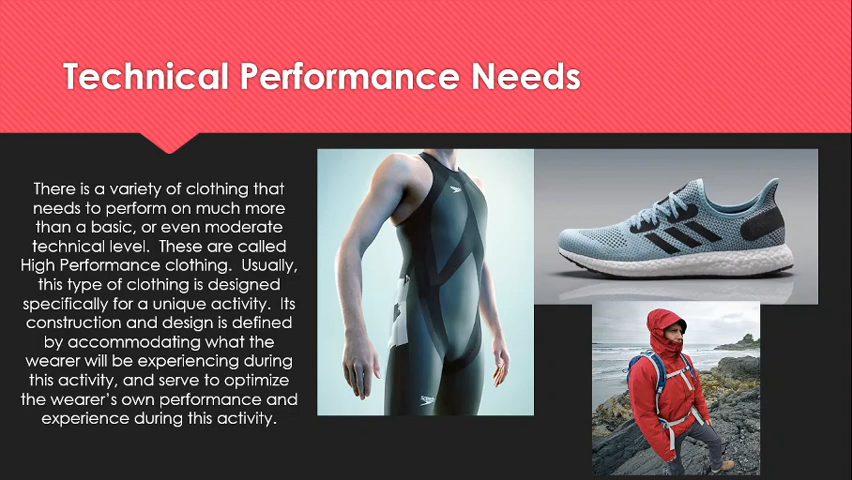 Technical Performance Needs
There is a variety of clothing that
needs to perform on much more
than a basic, or even moderate
technical level.  These are called
High Performance clothing.  Usually,
this type of clothing is designed
specifically for a unique activity.  Its
construction and design is defined
by accommodating what the
wearer will be experiencing during
this activity, and serve to optimize
the wearer's own performance and
experience during this activity.
speedo